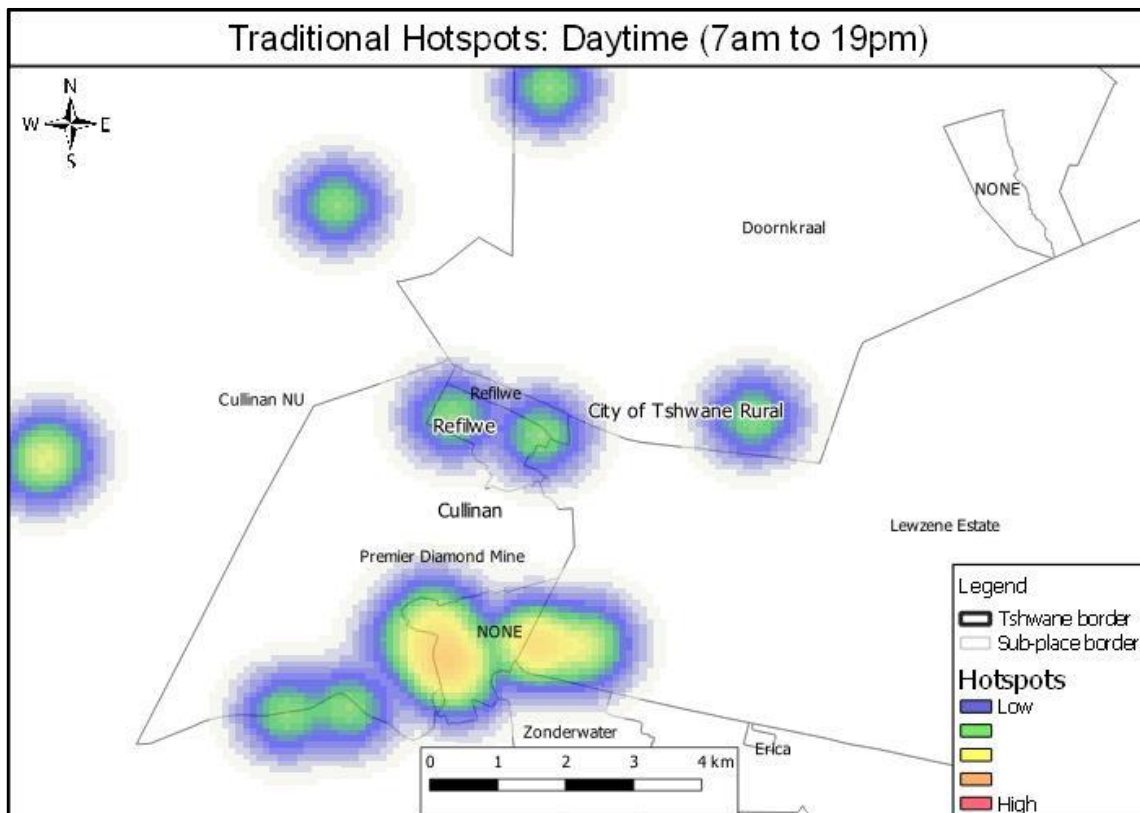 Traditional Hotspots: Daytime (7am to 19pm)
N
W E
S
NONE
Doornkraal
Cullinan NU
Refilwe
City of Tshwane Rural
Refilwe
Cullinan
Lewzene Estate
Premier Diamond Mine
NONE
Zonderwater
Erica
0 1 2 3 4 km
Legend
Tshwane border
Sub-place border
Hotspots
Low
High